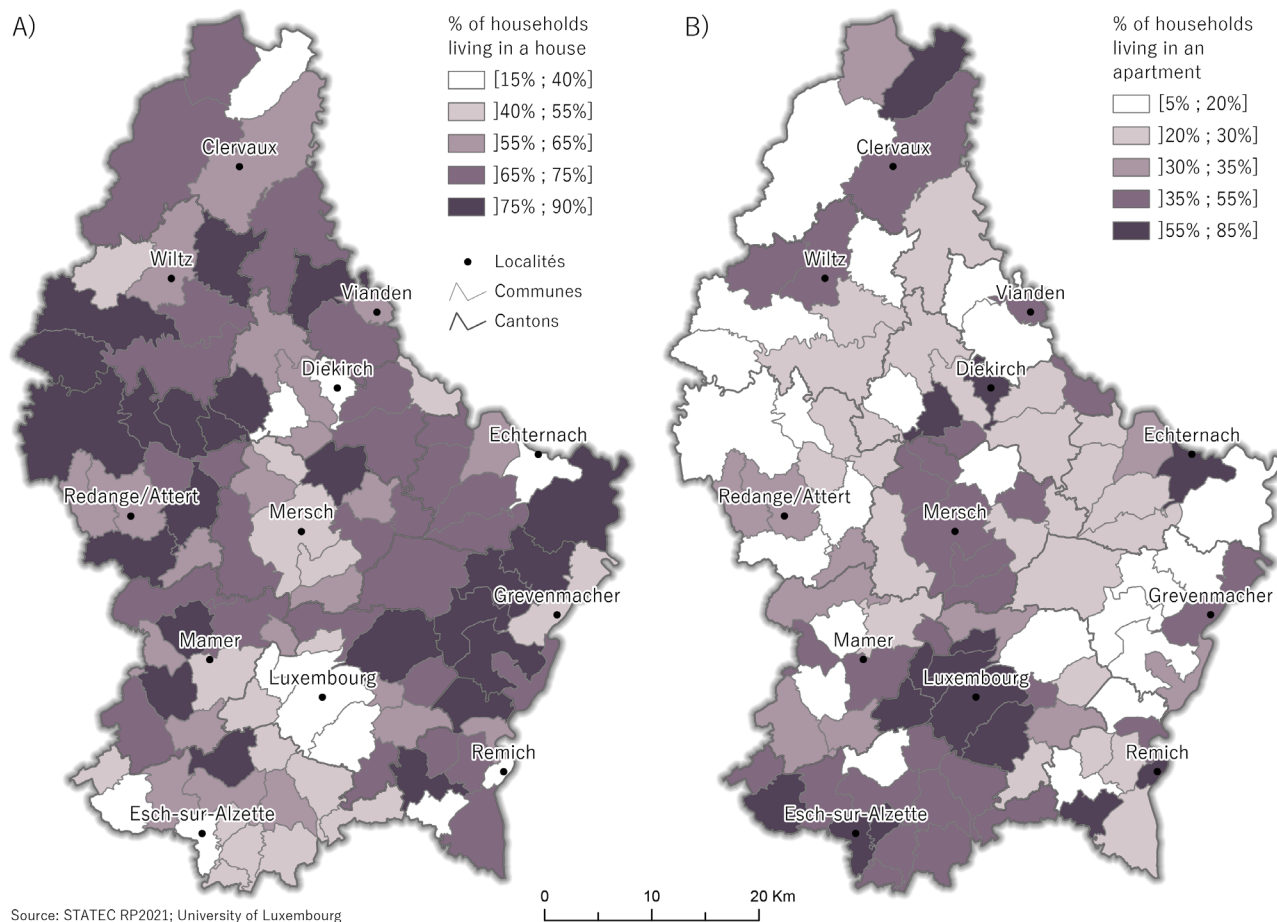 A)
% of households
living in a house
[15% ; 40%]
]40% ; 55%]
]55% ; 65%]
]65% ; 75%]
]75% ; 90%]
Localités
Communes
Cantons
Clervaux
Wiltz
Vianden
Diekirch
Echternach
Redange/Attert
Mersch
Grevenmacher
Mamer
Luxembourg
Remich
Esch-sur-Alzette
B)
% of households
living in an
apartment
[5% ; 20%]
]20% ; 30%]
]30% ; 35%]
]35% ; 55%]
]55% ; 85%]
Clervaux
Wiltz
Vianden
Diekirch
Echternach
Redange/Attert
Mersch
Grevenmacher
Mamer
Luxembourg
Remich
Esch-sur-Alzette
0 10 20 Km
Source: STATEC RP2021; University of Luxembourg